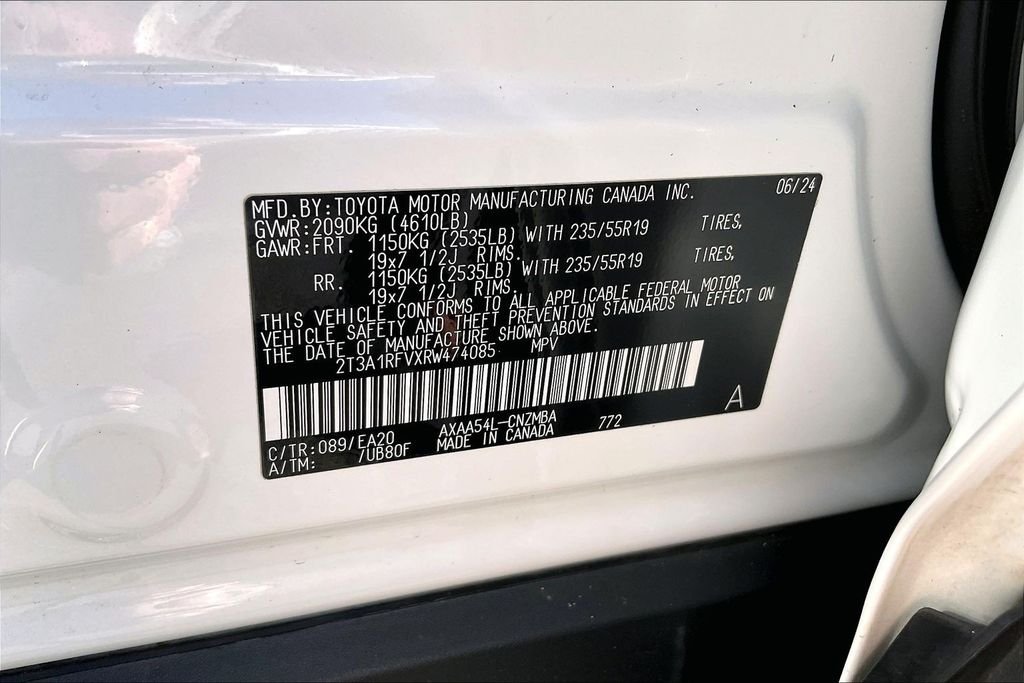 06/24
MFD.BY:TOYOTA MOTOR MANUFACTURING CANADA INC.
GVWR:2090KG (4610LB)
GAWR:FRT. 1150KG (2535LB) WITH 235/55R19 TIRES,
19x7 1/2J RIMS.
RR. 1150KG (2535LB) WITH 235/55R19 TIRES,
19x7 1/2J RIMS.
THIS VEHICLE CONFORMS TO ALL APPLICABLE FEDERAL MOTOR
VEHICLE SAFETY AND THEFT PREVENTION STANDARDS IN EFFECT ON
THE DATE OF MANUFACTURE SHOWN ABOVE.
2T3A1RFVXRW474085 MPV
A
C/TR:089/EA20 AXAA54L-CNZMBA 772
A/TM: /UB80F MADE IN CANADA